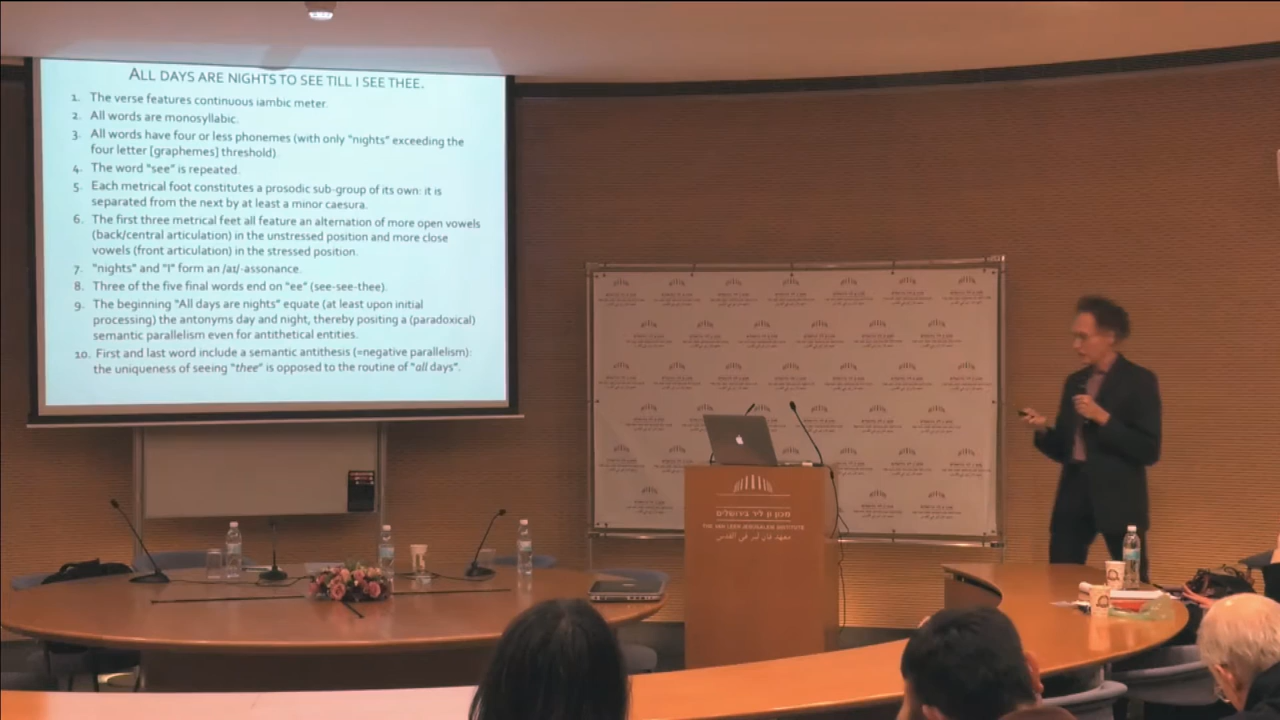 ALL DAYS ARE NIGHTS TO SEE TILL I SEE THEE.
1. The verse features continuous iambic meter.
2. All words are monosyllabic.
3. All words have four or less phonemes (with only "nights" exceeding the
four letter [graphemes] threshold)
4. The word "see" is repeated.
5. Each metrical foot constitutes a prosodic sub-group of its own: it is
separated from the next by at least a minor caesura.
6. The first three metrical feet all feature an alternation of more open vowels
(back/central articulation) in the unstressed position and more close
vowels (front articulation) in the stressed position.
7. "nights" and "I" form an /aɪ/-assonance.
8. Three of the five final words end on "ee" (see-see-thee).
9. The beginning "All days are nights" equate (at least upon initial
processing) the antonyms day and night, thereby positing a (paradoxical)
semantic parallelism even for antithetical entities.
10. First and last word include a semantic antithesis (=negative parallelism):
the uniqueness of seeing "thee" is opposed to the routine of "all days".
מכון ון ליר בירושלים
THE VAN LEER JERUSALEM INSTITUTE
معهد فان لير في القدس